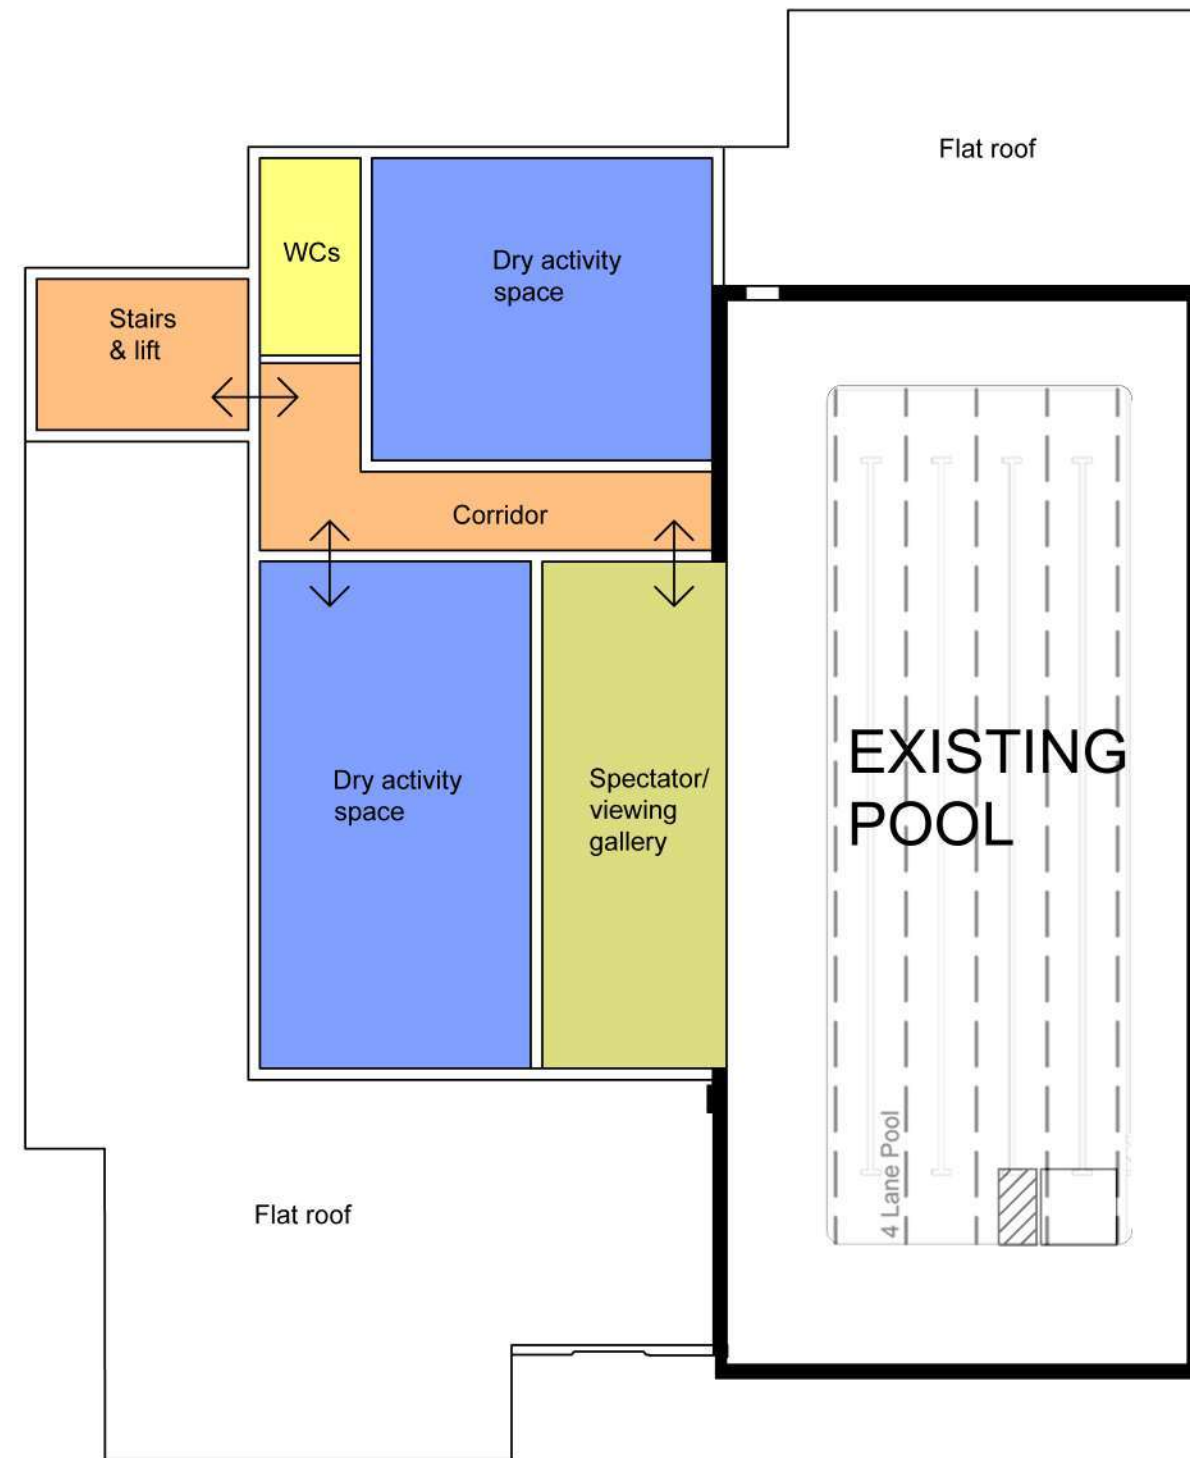 Flat roof
WCs
Dry activity
space
Stairs
& lift
Corridor
Dry activity
space
Spectator/
viewing
gallery
EXISTING
POOL
4 Lane Pool
Flat roof